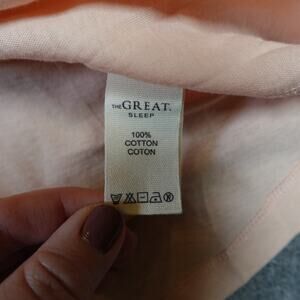 THE GREAT.
SLEEP
100%
COTTON
COTON